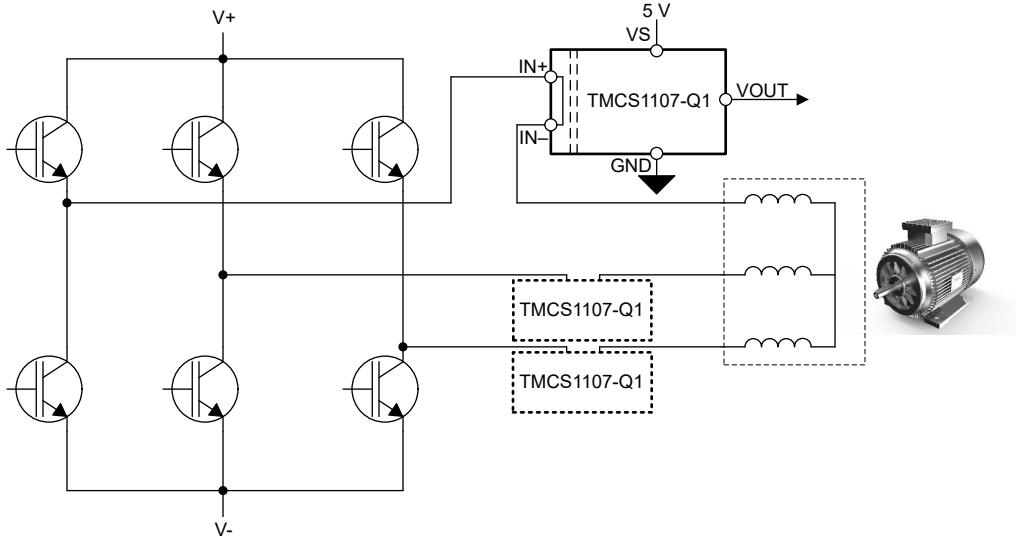 V+
5 V
VS
IN+
TMCS1107-Q1
VOUT
IN–
GND
TMCS1107-Q1
TMCS1107-Q1
V-